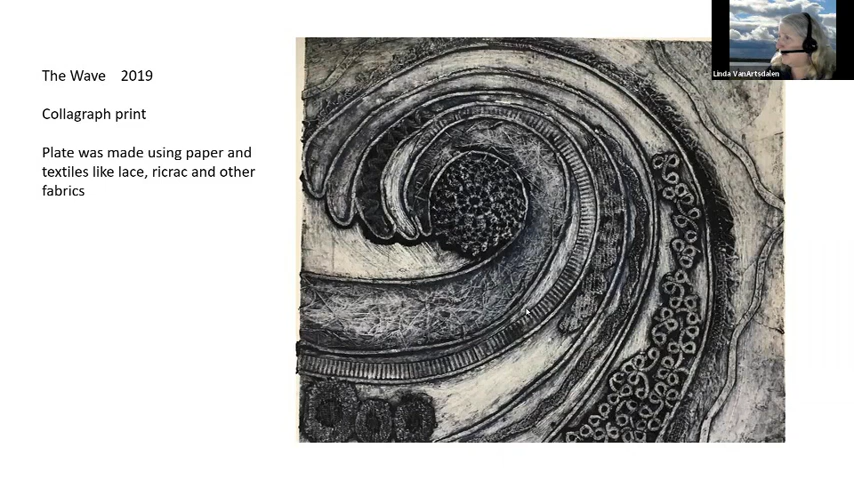 The Wave 2019
Collagraph print
Plate was made using paper and
textiles like lace, ricrac and other
fabrics
Linda VanArtsdalen